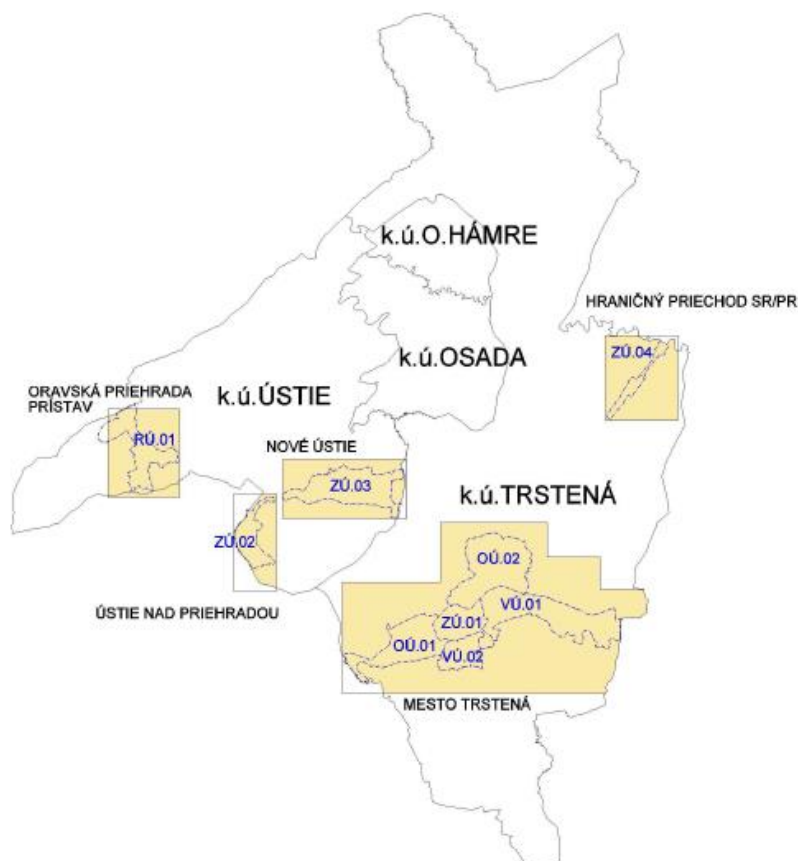 k.ú.O.HÁMRE
HRANIČNÝ PRIECHOD SR/PR
ZÚ.04
k.ú.OSADA
ORAVSKÁ PRIEHRADA
PRÍSTAV
k.ú.ÚSTIE
RÚ.01
NOVÉ ÚSTIE
ZÚ.03
k.ú.TRSTENÁ
ZÚ.02
OÚ.02
ÚSTIE NAD PRIEHRADOU
VÚ.01
ZÚ.01
OÚ.01
VÚ.02
MESTO TRSTENÁ